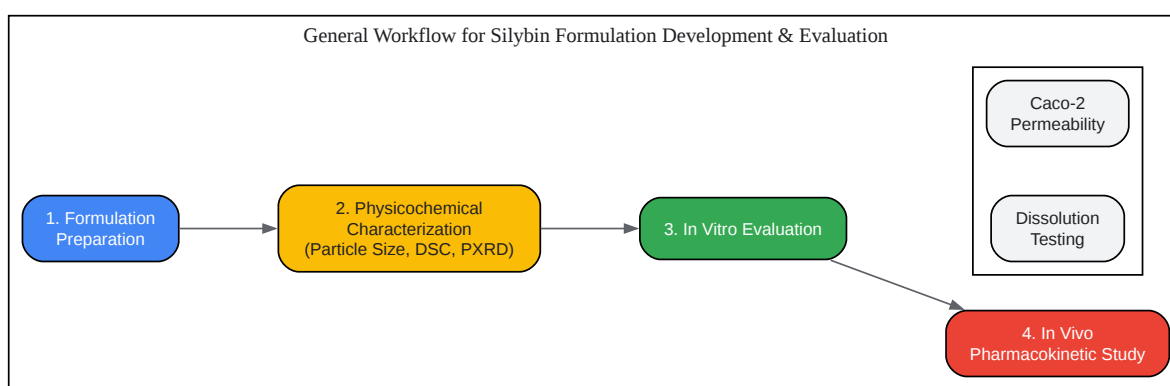 General Workflow for Silybin Formulation Development & Evaluation
Caco-2
Permeability
1. Formulation
Preparation
2. Physicochemical
Characterization
(Particle Size, DSC, PXRD)
3. In Vitro Evaluation
Dissolution
Testing
4. In Vivo
Pharmacokinetic Study